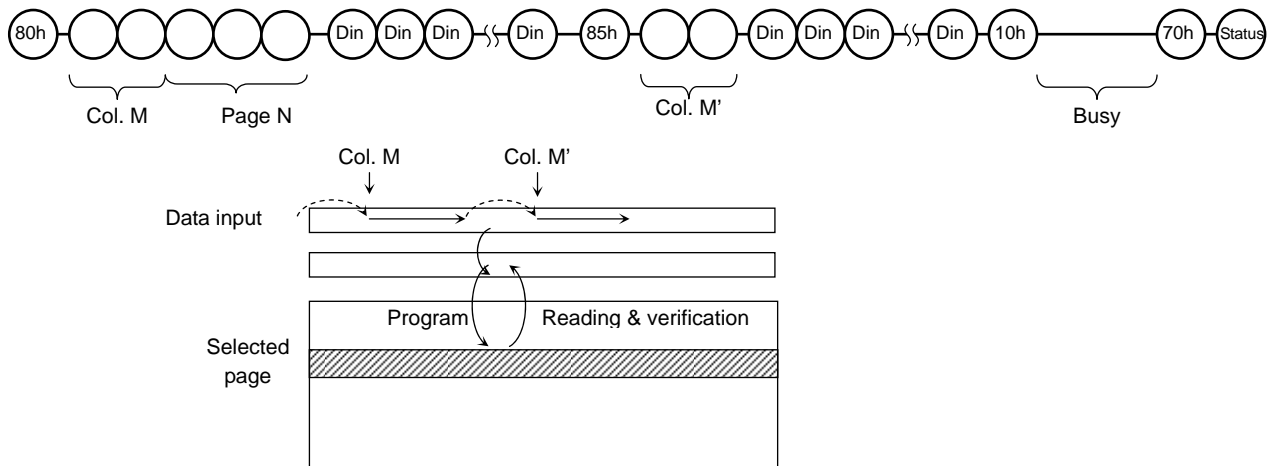 80h Din Din Din Din 85h Din Din Din Din 10h 70h Status
Col. M Page N Col. M' Busy
Col. M Col. M'
Data input
Program Reading & verification
Selected
page